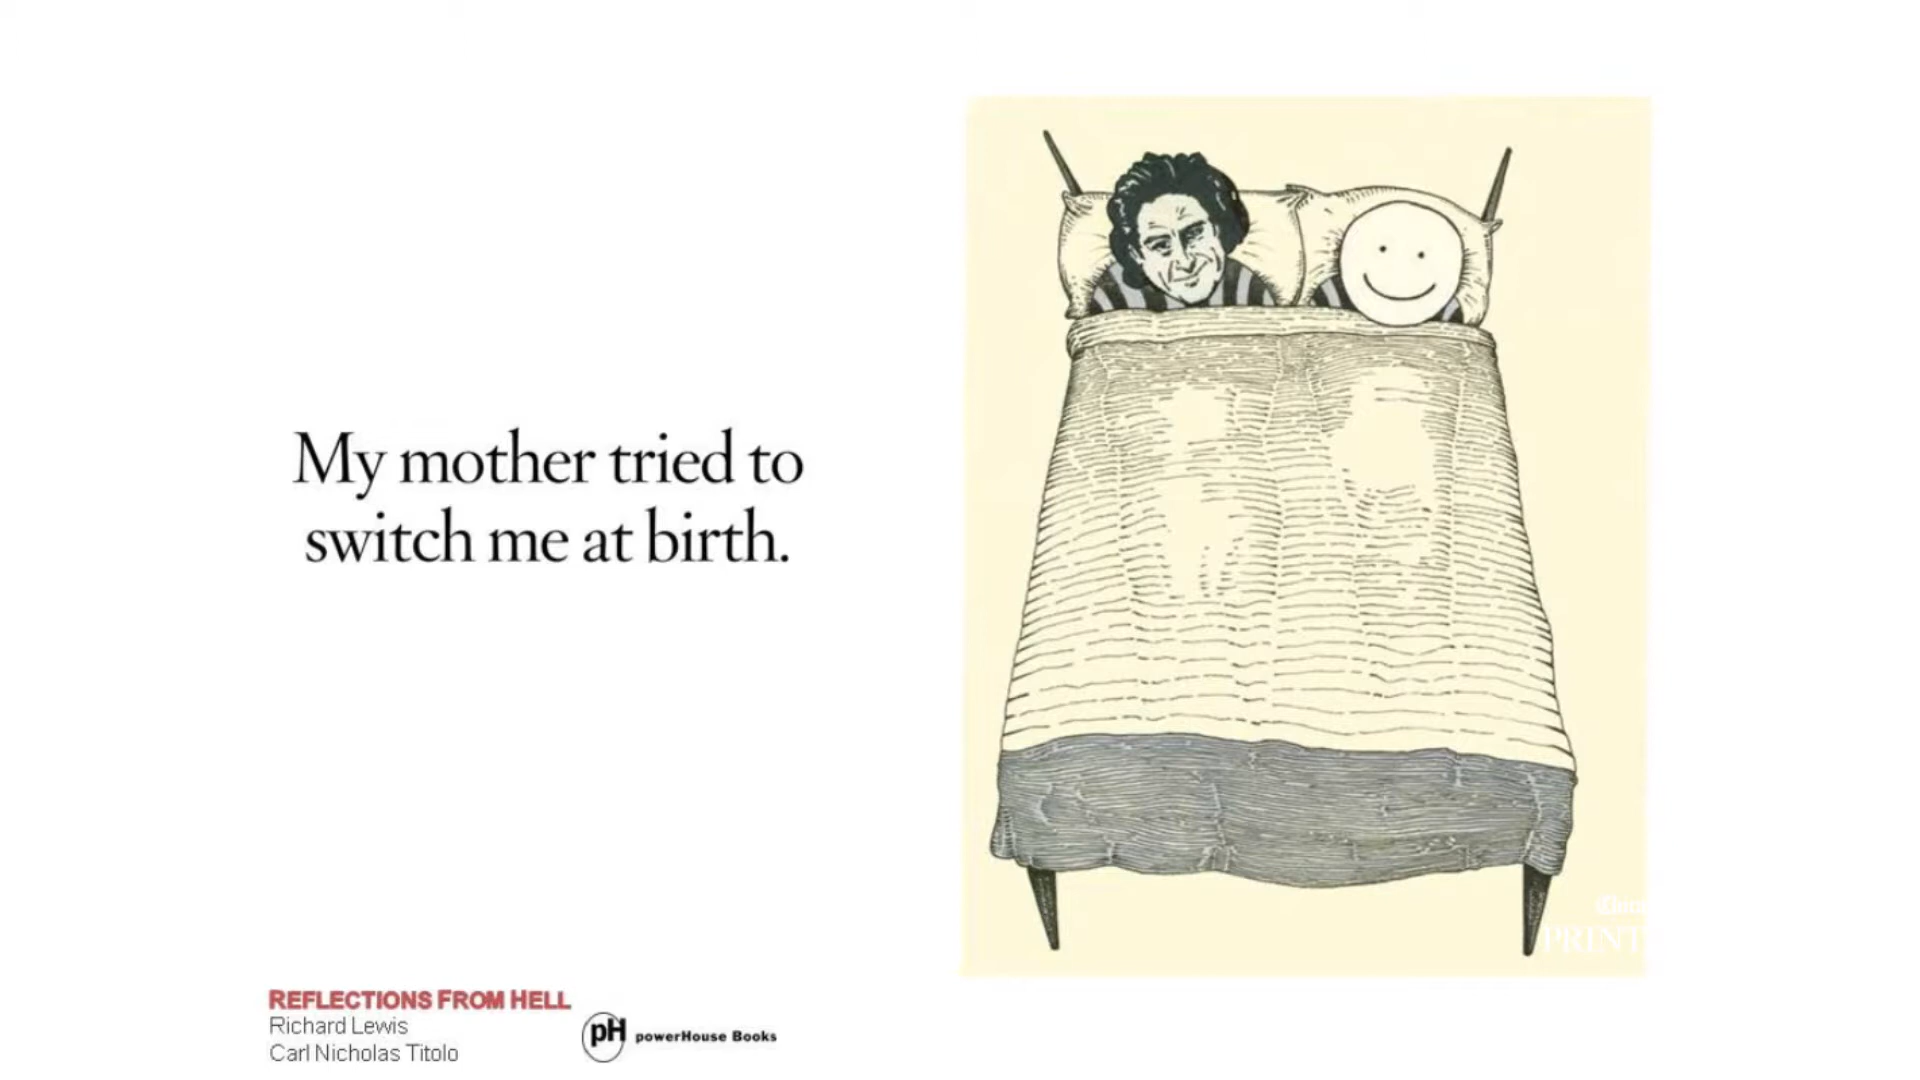 My mother tried to
switch me at birth.
REFLECTIONS FROM HELL
Richard Lewis
Carl Nicholas Titolo
pH powerHouse Books
PRINT